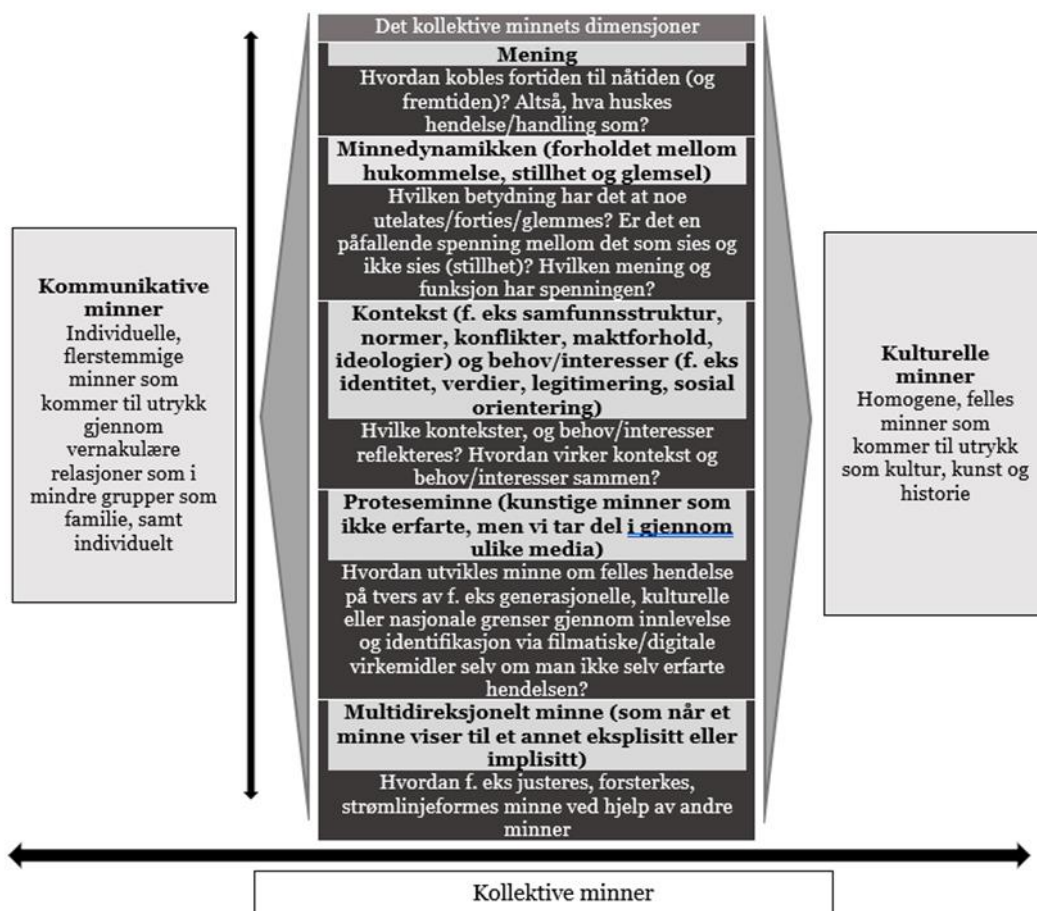 Det kollektive minnets dimensjoner
Mening
Hvordan kobles fortiden til nåtiden (og
fremtiden)? Altså, hva huskes
hendelse/handling som?
Minnedynamikken (forholdet mellom
hukommelse, stillhet og glemsel)
Hvilken betydning har det at noe
utelates/forties/glemmes? Er det en
påfallende spenning mellom det som sies og
ikke sies (stillhet)? Hvilken mening og
funksjon har spenningen?
Kontekst (f. eks samfunnsstruktur,
normer, konflikter, maktforhold,
ideologier) og behov/interesser (f. eks
identitet, verdier, legitimering, sosial
orientering)
Hvilke kontekster, og behov/interesser
reflekteres? Hvordan virker kontekst og
behov/interesser sammen?
Proteseminne (kunstige minner som
ikke erfarte, men vi tar del i gjennom
ulike media)
Hvordan utvikles minne om felles hendelse
på tvers av f. eks generasjonelle, kulturelle
eller nasjonale grenser gjennom innlevelse
og identifikasjon via filmatiske/digitale
virkemidler selv om man ikke selv erfarte
hendelsen?
Multidireksjonelt minne (som når et
minne viser til et annet eksplisitt eller
implisitt)
Hvordan f. eks justeres, forsterkes,
strømlinjeformes minne ved hjelp av andre
minner
Kommunikative
minner
Individuelle,
flerstemmige
minner som
kommer til utrykk
gjennom
vernakulære
relasjoner som i
mindre grupper som
familie, samt
individuelt
Kulturelle
minner
Homogene, felles
minner som
kommer til utrykk
som kultur, kunst og
historie
Kollektive minner